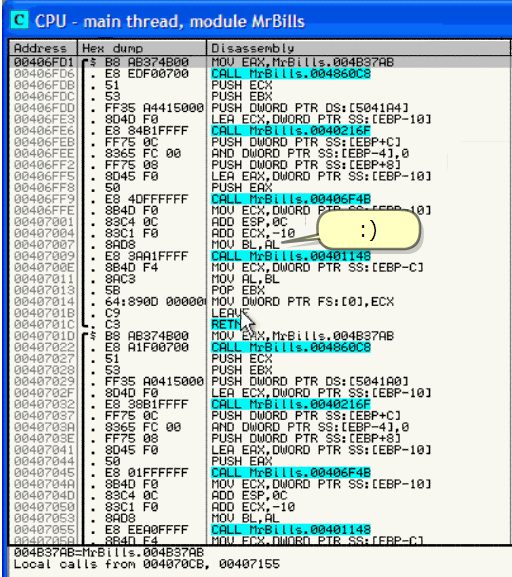 C CPU - main thread, module MrBills
Address Hex dump Disassembly
00406FD1 $ B8 AB374B00 MOV EAX,MrBills.004B37AB
00406FD6 . E8 EDF00700 CALL MrBills.004860C8
00406FDB . 51 PUSH ECX
00406FDC . 53 PUSH EBX
00406FDD . FF35 A4415000 PUSH DWORD PTR DS:[5041A4]
00406FE3 . 8D4D F0 LEA ECX,DWORD PTR SS:[EBP-10]
00406FE6 . E8 84B1FFFF CALL MrBills.0040216F
00406FEB . FF75 0C PUSH DWORD PTR SS:[EBP+C]
00406FEE . 8365 FC 00 AND DWORD PTR SS:[EBP-4],0
00406FF2 . FF75 08 PUSH DWORD PTR SS:[EBP+8]
00406FF5 . 8D45 F0 LEA EAX,DWORD PTR SS:[EBP-10]
00406FF8 . 50 PUSH EAX
00406FF9 . E8 4DFFFFFF CALL MrBills.00406F4B
00406FFE . 8B4D F0 MOV ECX,DWORD PTR SS:[EBP-10]
00407001 . 83C4 0C ADD ESP,0C
00407004 . 83C1 F0 ADD ECX,-10
00407007 . 8AD8 MOV BL,AL
:)
00407009 . E8 3AA1FFFF CALL MrBills.00401148
0040700E . 8B4D F4 MOV ECX,DWORD PTR SS:[EBP-C]
00407011 . 8AC3 MOV AL,BL
00407013 . 5B POP EBX
00407014 . 64:890D 00000 MOV DWORD PTR FS:[0],ECX
0040701B . C9 LEAVE
0040701C . C3 RETN
0040701D $ B8 AB374B00 MOV EAX,MrBills.004B37AB
00407022 . E8 A1F00700 CALL MrBills.004860C8
00407027 . 51 PUSH ECX
00407028 . 53 PUSH EBX
00407029 . FF35 A0415000 PUSH DWORD PTR DS:[5041A0]
0040702F . 8D4D F0 LEA ECX,DWORD PTR SS:[EBP-10]
00407032 . E8 38B1FFFF CALL MrBills.0040216F
00407037 . FF75 0C PUSH DWORD PTR SS:[EBP+C]
0040703A . 8365 FC 00 AND DWORD PTR SS:[EBP-4],0
0040703E . FF75 08 PUSH DWORD PTR SS:[EBP+8]
00407041 . 8D45 F0 LEA EAX,DWORD PTR SS:[EBP-10]
00407044 . 50 PUSH EAX
00407045 . E8 01FFFFFF CALL MrBills.00406F4B
0040704A . 8B4D F0 MOV ECX,DWORD PTR SS:[EBP-10]
0040704D . 83C4 0C ADD ESP,0C
00407050 . 83C1 F0 ADD ECX,-10
00407053 . 8AD8 MOV BL,AL
00407055 . E8 EEA0FFFF CALL MrBills.00401148
0040705A . 8B4D F4 MOV ECX,DWORD PTR SS:[EBP-C]
004B37AB=MrBills.004B37AB
Local calls from 004070CB, 00407155